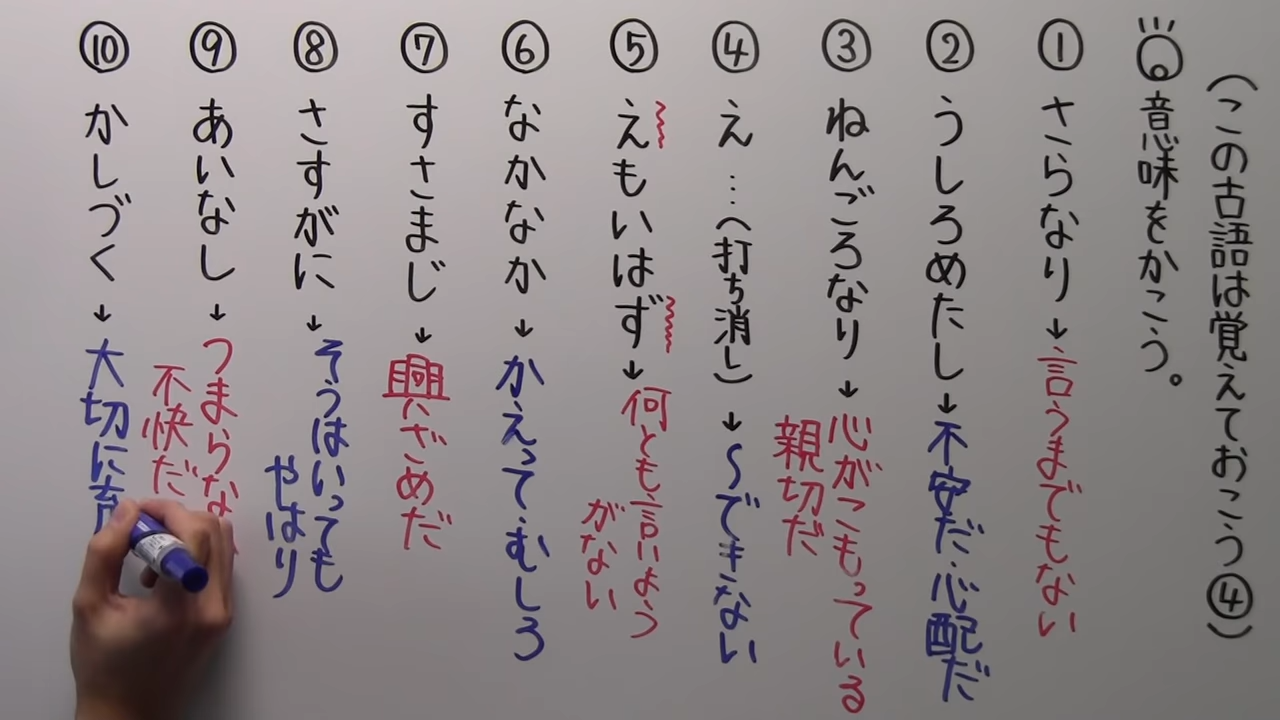 （この古語は覚えておこう④）
意味をかこう。
① さらなり→言うまでもない
② うしろめたし→不安だ・心配だ
③ ねんごろなり→心がこもっている
親切だ
④ え…（打ち消し）→〜できない
⑤ えもいはず→何とも言いよう
がない
⑥ なかなか→かえって・むしろ
⑦ すさまじ→興ざめだ
⑧ さすがに→そうはいっても
やはり
⑨ あいなし→つまらな
不快だ
⑩ かしづく→大切に育